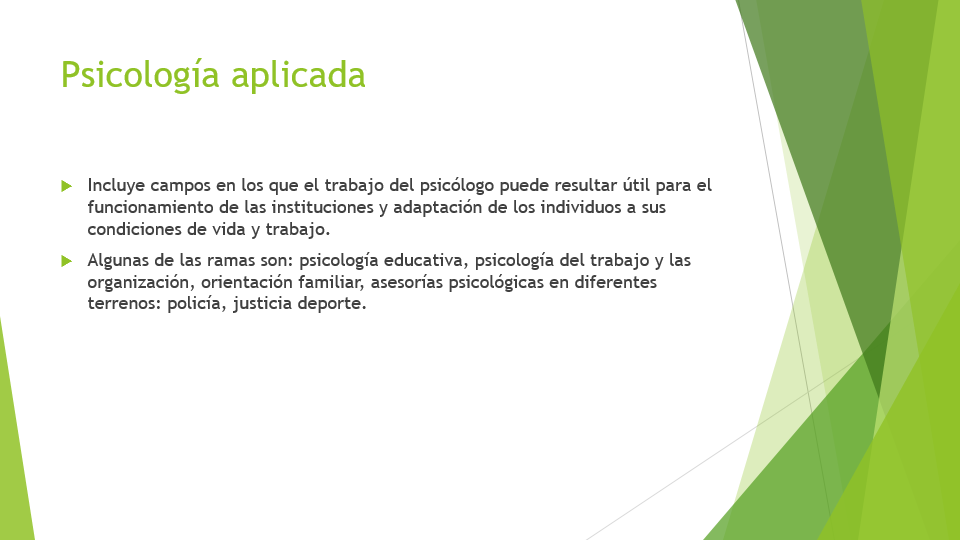 Psicología aplicada
Incluye campos en los que el trabajo del psicólogo puede resultar útil para el
funcionamiento de las instituciones y adaptación de los individuos a sus
condiciones de vida y trabajo.
Algunas de las ramas son: psicología educativa, psicología del trabajo y las
organización, orientación familiar, asesorías psicológicas en diferentes
terrenos: policía, justicia deporte.